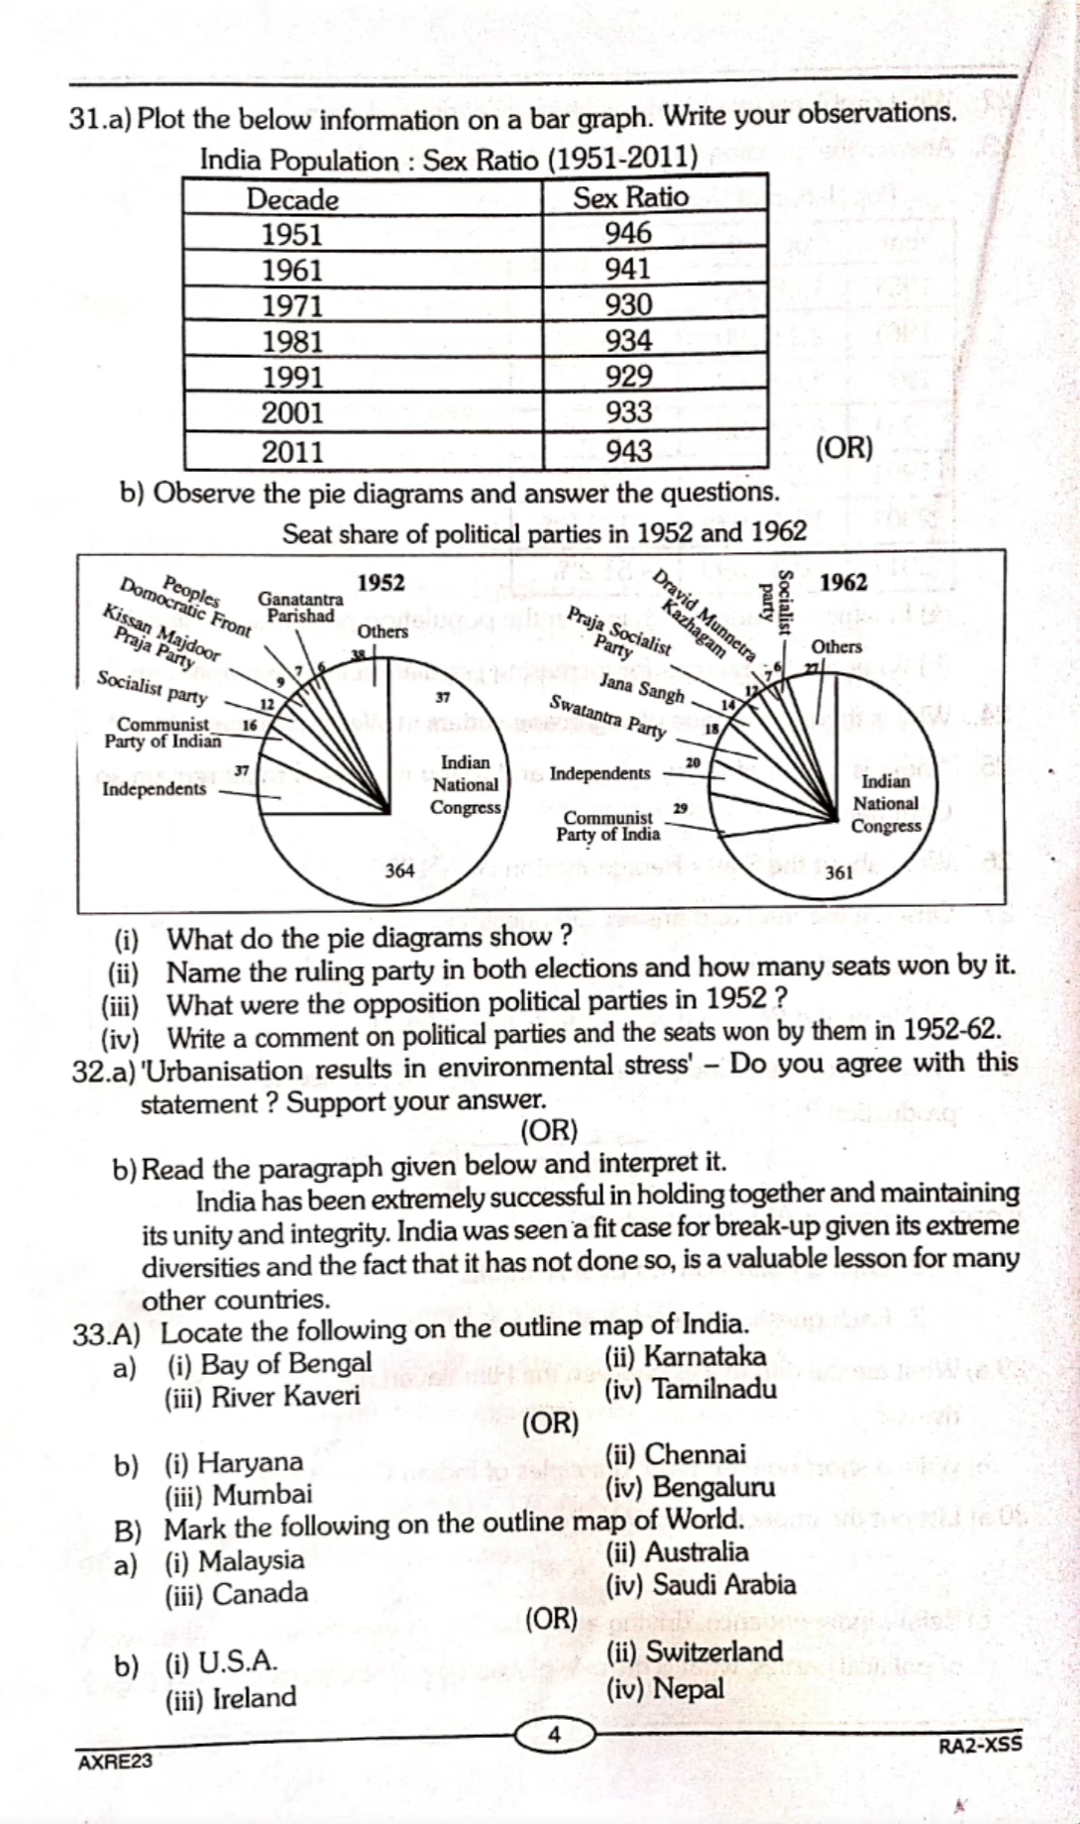 31.a) Plot the below information on a bar graph. Write your observations.
India Population : Sex Ratio (1951-2011)
Decade Sex Ratio
1951 946
1961 941
1971 930
1981 934
1991 929
2001 933
2011 943
(OR)
b) Observe the pie diagrams and answer the questions.
Seat share of political parties in 1952 and 1962
1952
Peoples
Domocratic Front
Ganatantra
Parishad
Others
Kissan Majdoor
Praja Party
Socialist party
Communist
Party of Indian
Independents
38
6
7
9
12
16
37
37
Indian
National
Congress
364
1962
Socialist
party
Dravid Munnetra
Kazhagam
Others
Praja Socialist
Party
Jana Sangh
Swatantra Party
Independents
Communist
Party of India
27
6
7
12
14
18
20
29
Indian
National
Congress
361
(i) What do the pie diagrams show ?
(ii) Name the ruling party in both elections and how many seats won by it.
(iii) What were the opposition political parties in 1952 ?
(iv) Write a comment on political parties and the seats won by them in 1952-62.
32.a) 'Urbanisation results in environmental stress' – Do you agree with this
statement ? Support your answer.
(OR)
b) Read the paragraph given below and interpret it.
India has been extremely successful in holding together and maintaining
its unity and integrity. India was seen a fit case for break-up given its extreme
diversities and the fact that it has not done so, is a valuable lesson for many
other countries.
33.A) Locate the following on the outline map of India.
a) (i) Bay of Bengal (ii) Karnataka
(iii) River Kaveri (iv) Tamilnadu
(OR)
b) (i) Haryana (ii) Chennai
(iii) Mumbai (iv) Bengaluru
B) Mark the following on the outline map of World.
a) (i) Malaysia (ii) Australia
(iii) Canada (iv) Saudi Arabia
(OR)
b) (i) U.S.A. (ii) Switzerland
(iii) Ireland (iv) Nepal
4
AXRE23 RA2-XSS